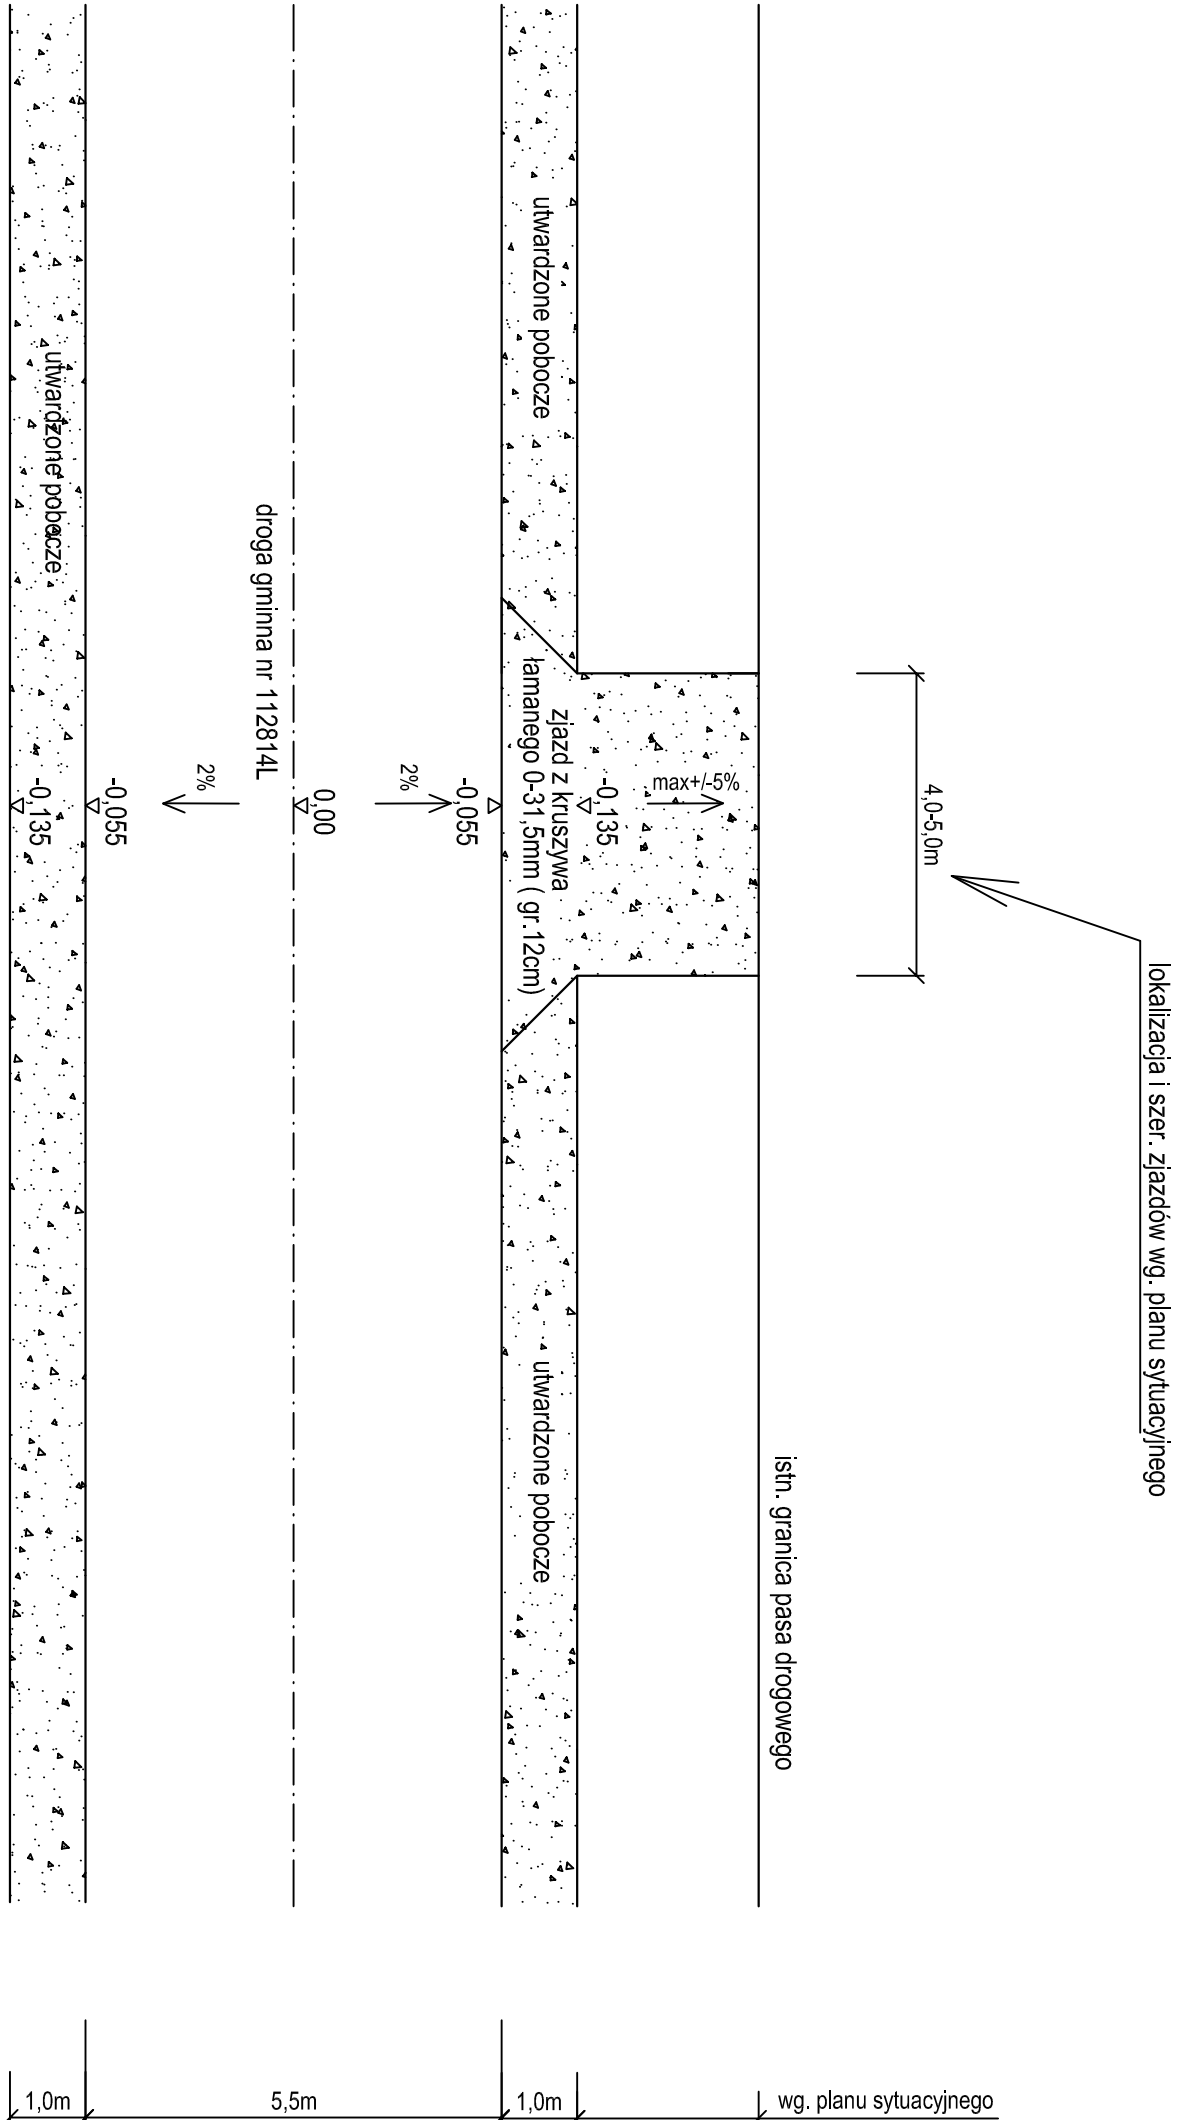 lokalizacja i szer. zjazdów wg. planu sytuacyjnego
4,0-5,0m
istn. granica pasa drogowego
max+/-5%
-0,135
utwardzone pobocze
zjazd z kruszywa
łamanego 0-31,5mm ( gr.12cm)
utwardzone pobocze
-0,055
2%
0,00
droga gminna nr 112814L
2%
-0,055
utwardzone pobocze
-0,135
1,0m
5,5m
1,0m
wg. planu sytuacyjnego